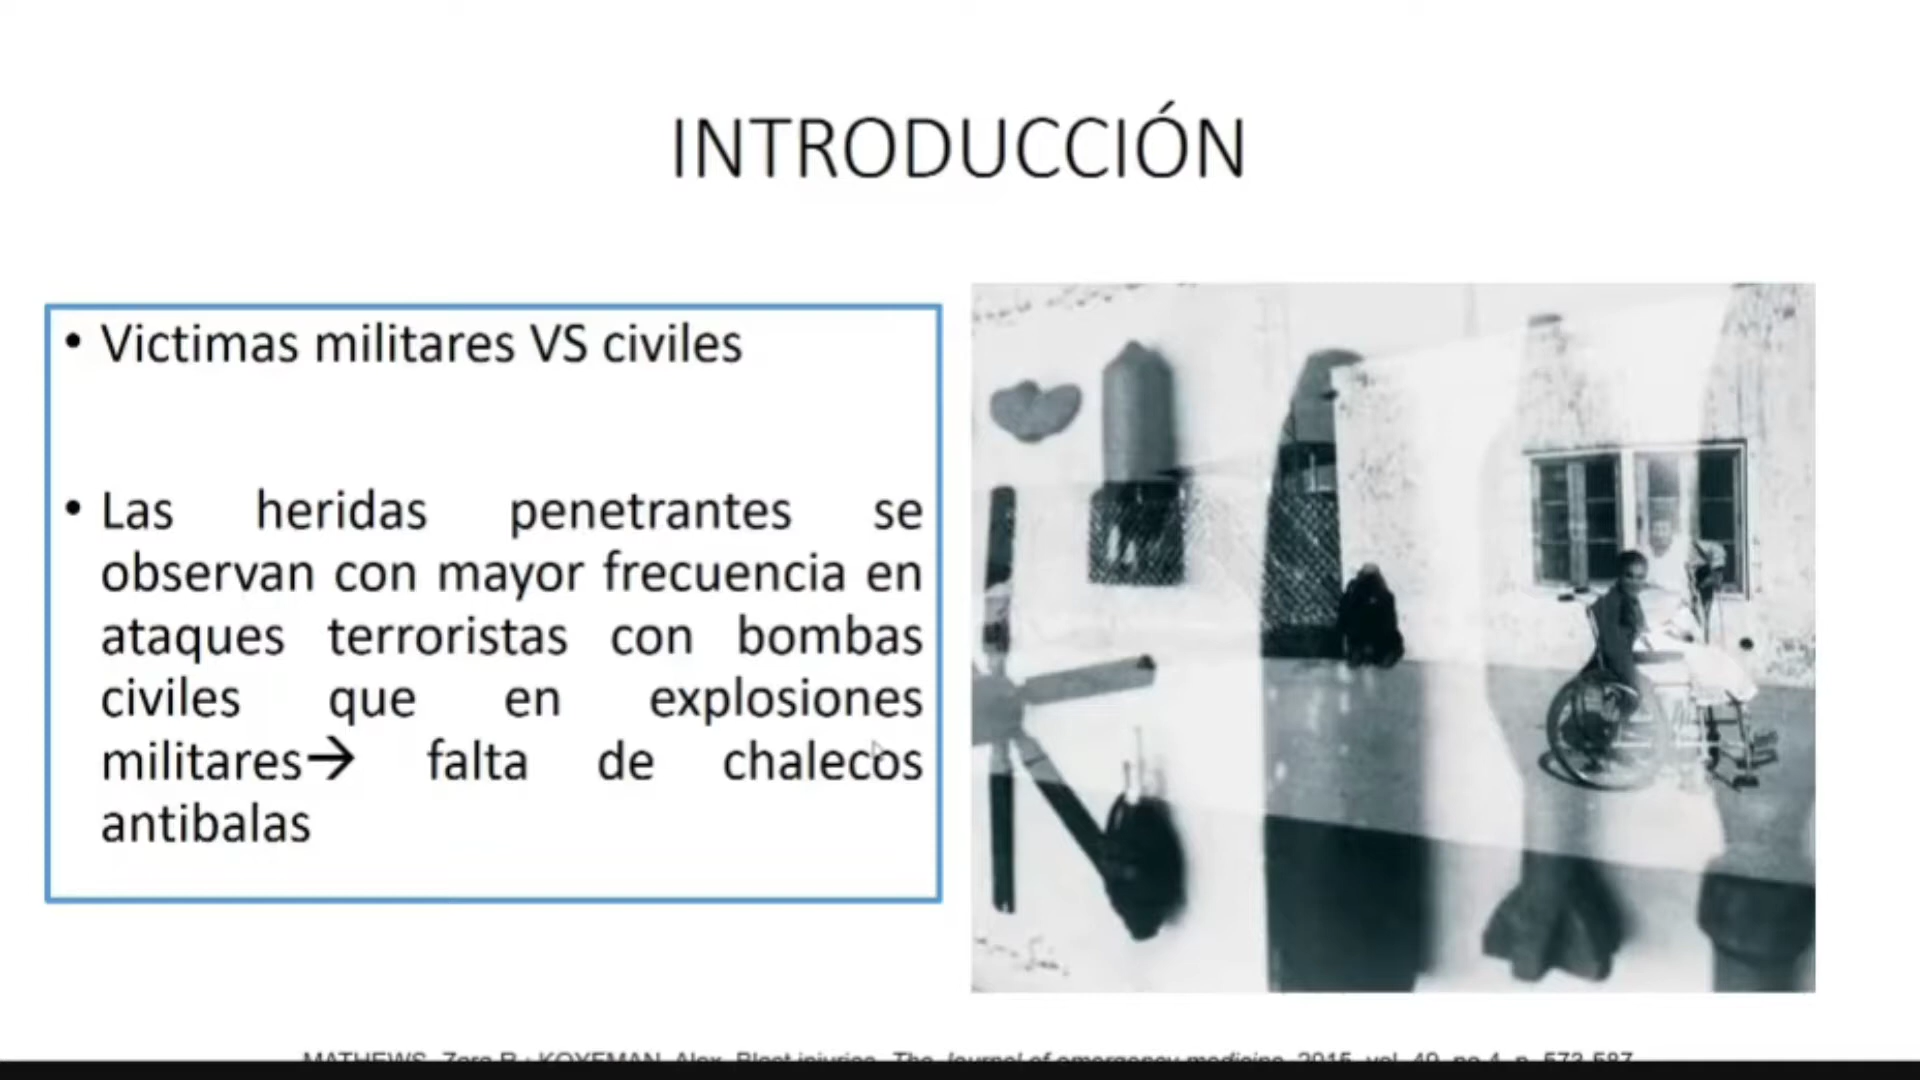 INTRODUCCIÓN
• Victimas militares VS civiles
• Las heridas penetrantes se
observan con mayor frecuencia en
ataques terroristas con bombas
civiles que en explosiones
militares→ falta de chalecos
antibalas
MATHEWS, Zara R.; KOYFMAN, Alex. Blast injuries. The Journal of emergency medicine, 2015, vol. 49, no 4, p. 573-587.